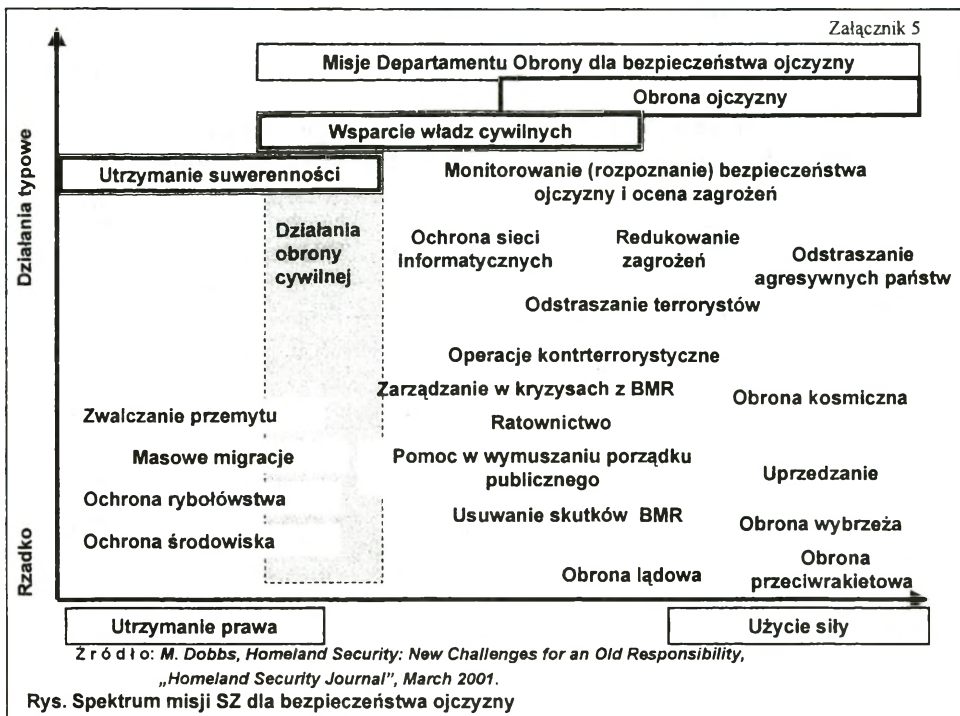 Załącznik 5
Misje Departamentu Obrony dla bezpieczeństwa ojczyzny
Obrona ojczyzny
Wsparcie władz cywilnych
Utrzymanie suwerenności
Monitorowanie (rozpoznanie) bezpieczeństwa
ojczyzny i ocena zagrożeń
Działania typowe
Działania
obrony
cywilnej
Ochrona sieci
informatycznych
Redukowanie
zagrożeń
Odstraszanie
agresywnych państw
Odstraszanie terrorystów
Operacje kontrterrorystyczne
Zarządzanie w kryzysach z BMR
Obrona kosmiczna
Zwalczanie przemytu
Ratownictwo
Masowe migracje
Pomoc w wymuszaniu porządku
publicznego
Uprzedzanie
Ochrona rybołówstwa
Usuwanie skutków BMR
Obrona wybrzeża
Ochrona środowiska
Rzadko
Obrona lądowa
Obrona
przeciwrakietowa
Utrzymanie prawa
Użycie siły
Źródło: M. Dobbs, Homeland Security: New Challenges for an Old Responsibility,
„Homeland Security Journal", March 2001.
Rys. Spektrum misji SZ dla bezpieczeństwa ojczyzny